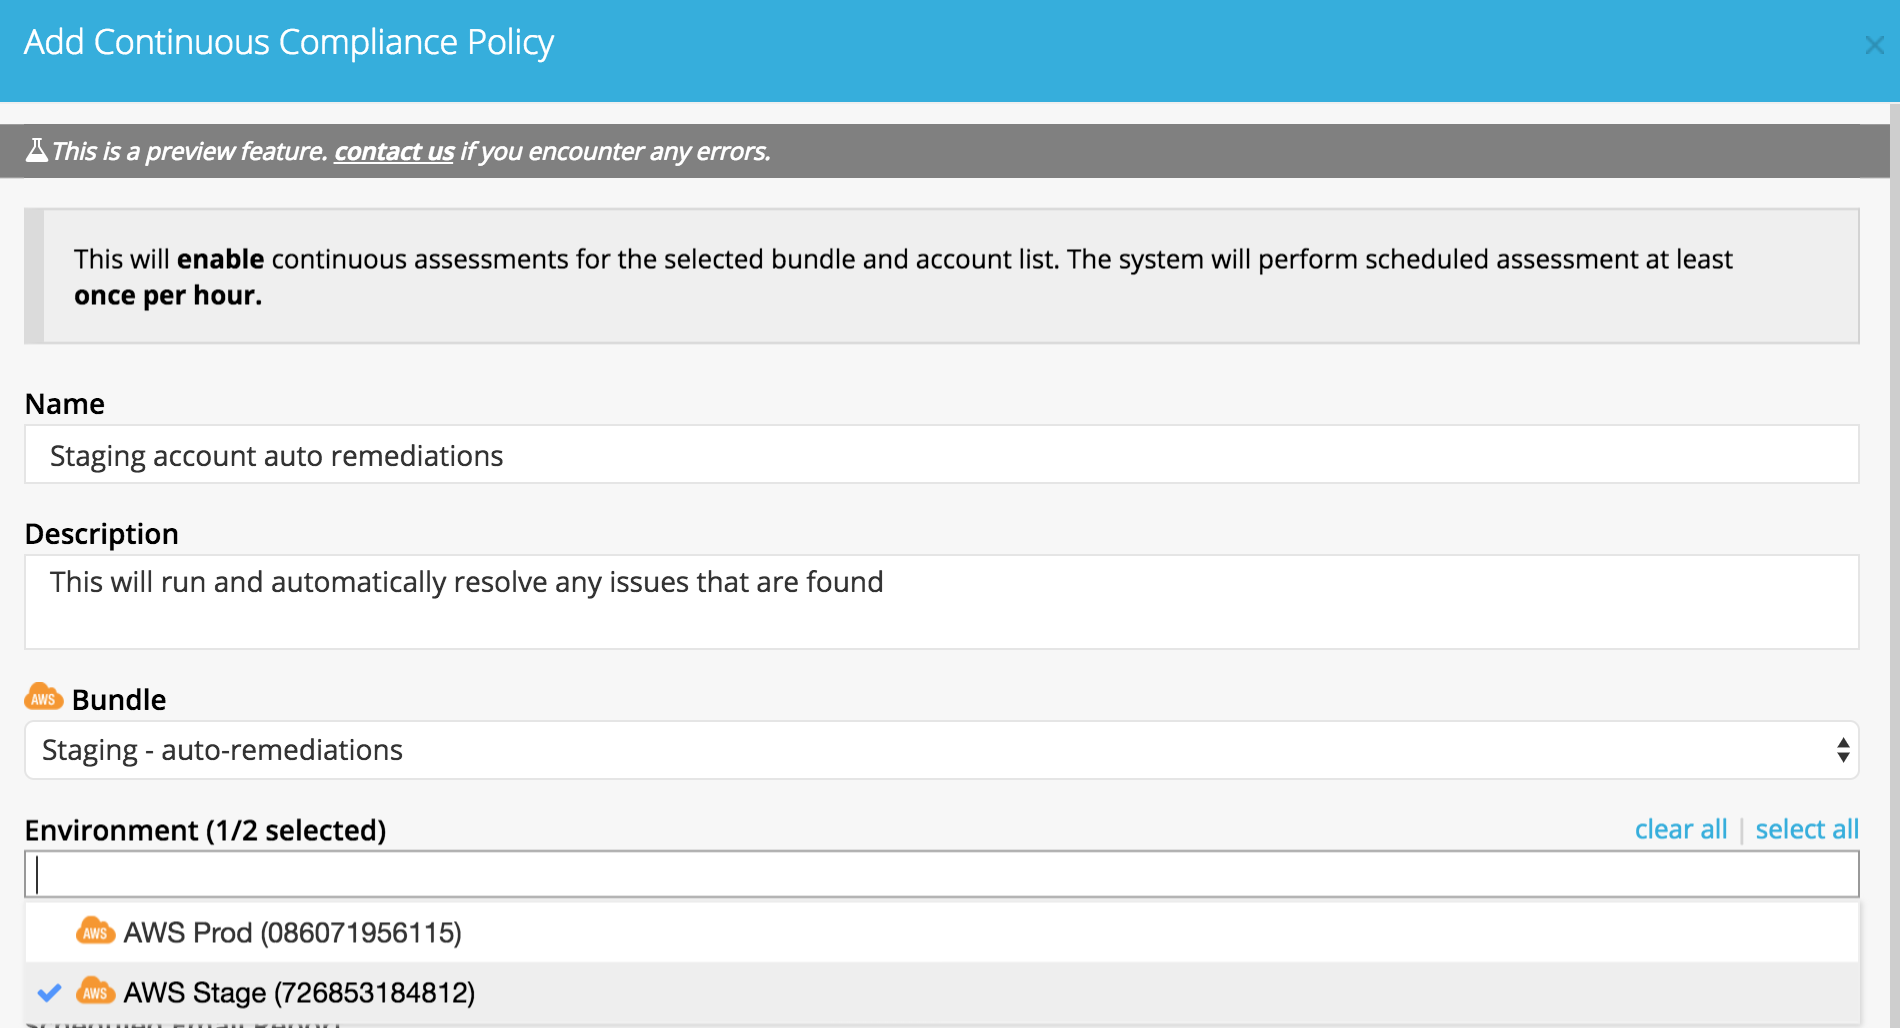 Add Continuous Compliance Policy
This is a preview feature. contact us if you encounter any errors.
This will enable continuous assessments for the selected bundle and account list. The system will perform scheduled assessment at least
once per hour.
Name
Staging account auto remediations
Description
This will run and automatically resolve any issues that are found
AWS Bundle
Staging - auto-remediations
Environment (1/2 selected) clear all | select all
AWS AWS Prod (086071956115)
AWS AWS Stage (726853184812)
Scheduled Email Report